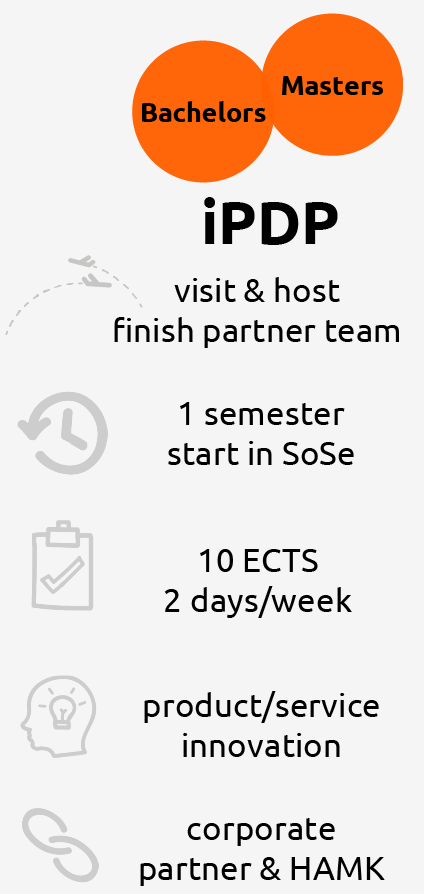 Bachelors
Masters
iPDP
visit & host
finish partner team
1 semester
start in SoSe
10 ECTS
2 days/week
product/service
innovation
corporate
partner & HAMK